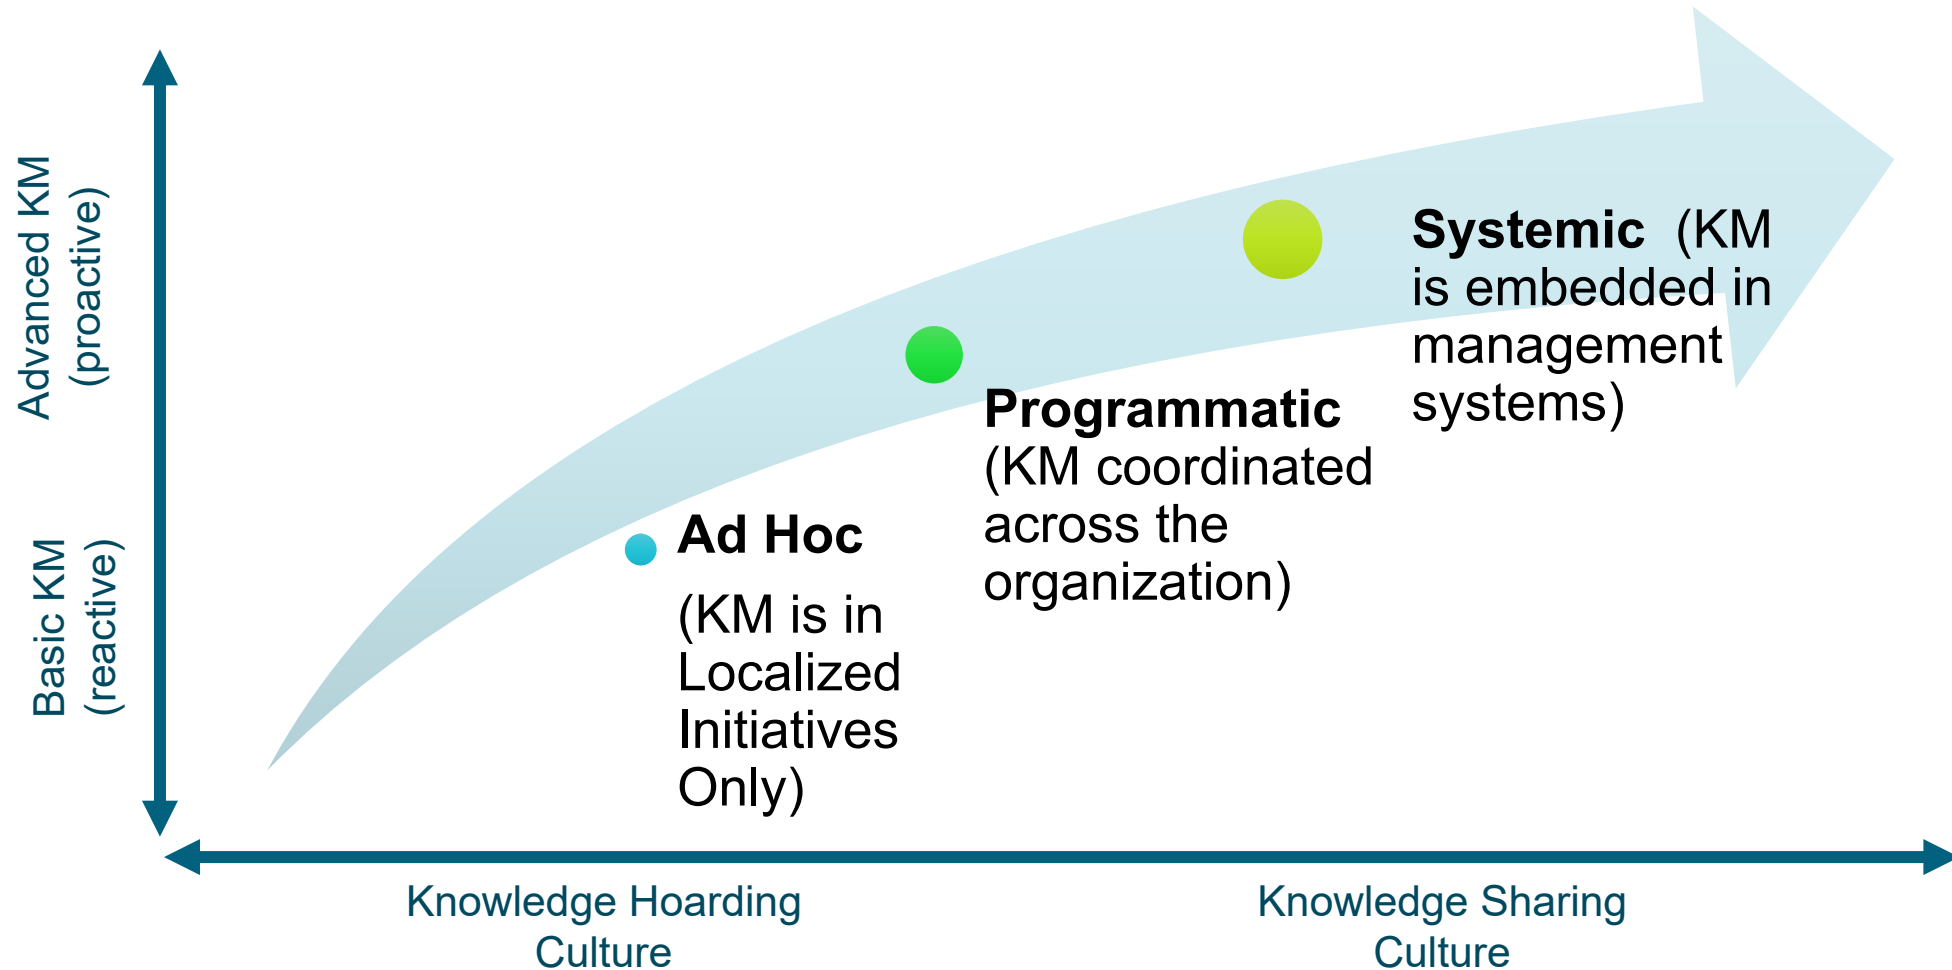 Advanced KM
(proactive)
Basic KM
(reactive)
Systemic (KM
is embedded in
management
systems)
Programmatic
(KM coordinated
across the
organization)
Ad Hoc
(KM is in
Localized
Initiatives
Only)
Knowledge Hoarding
Culture
Knowledge Sharing
Culture